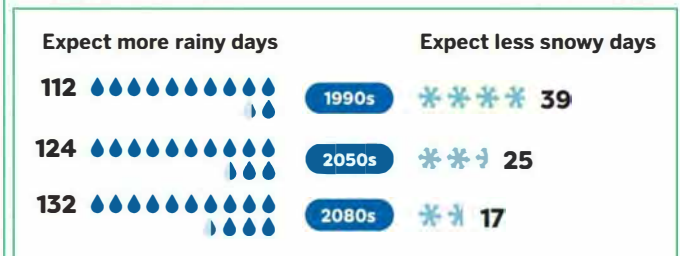 Expect more rainy days
Expect less snowy days
112 1990s 39
124 2050s 25
132 2080s 17